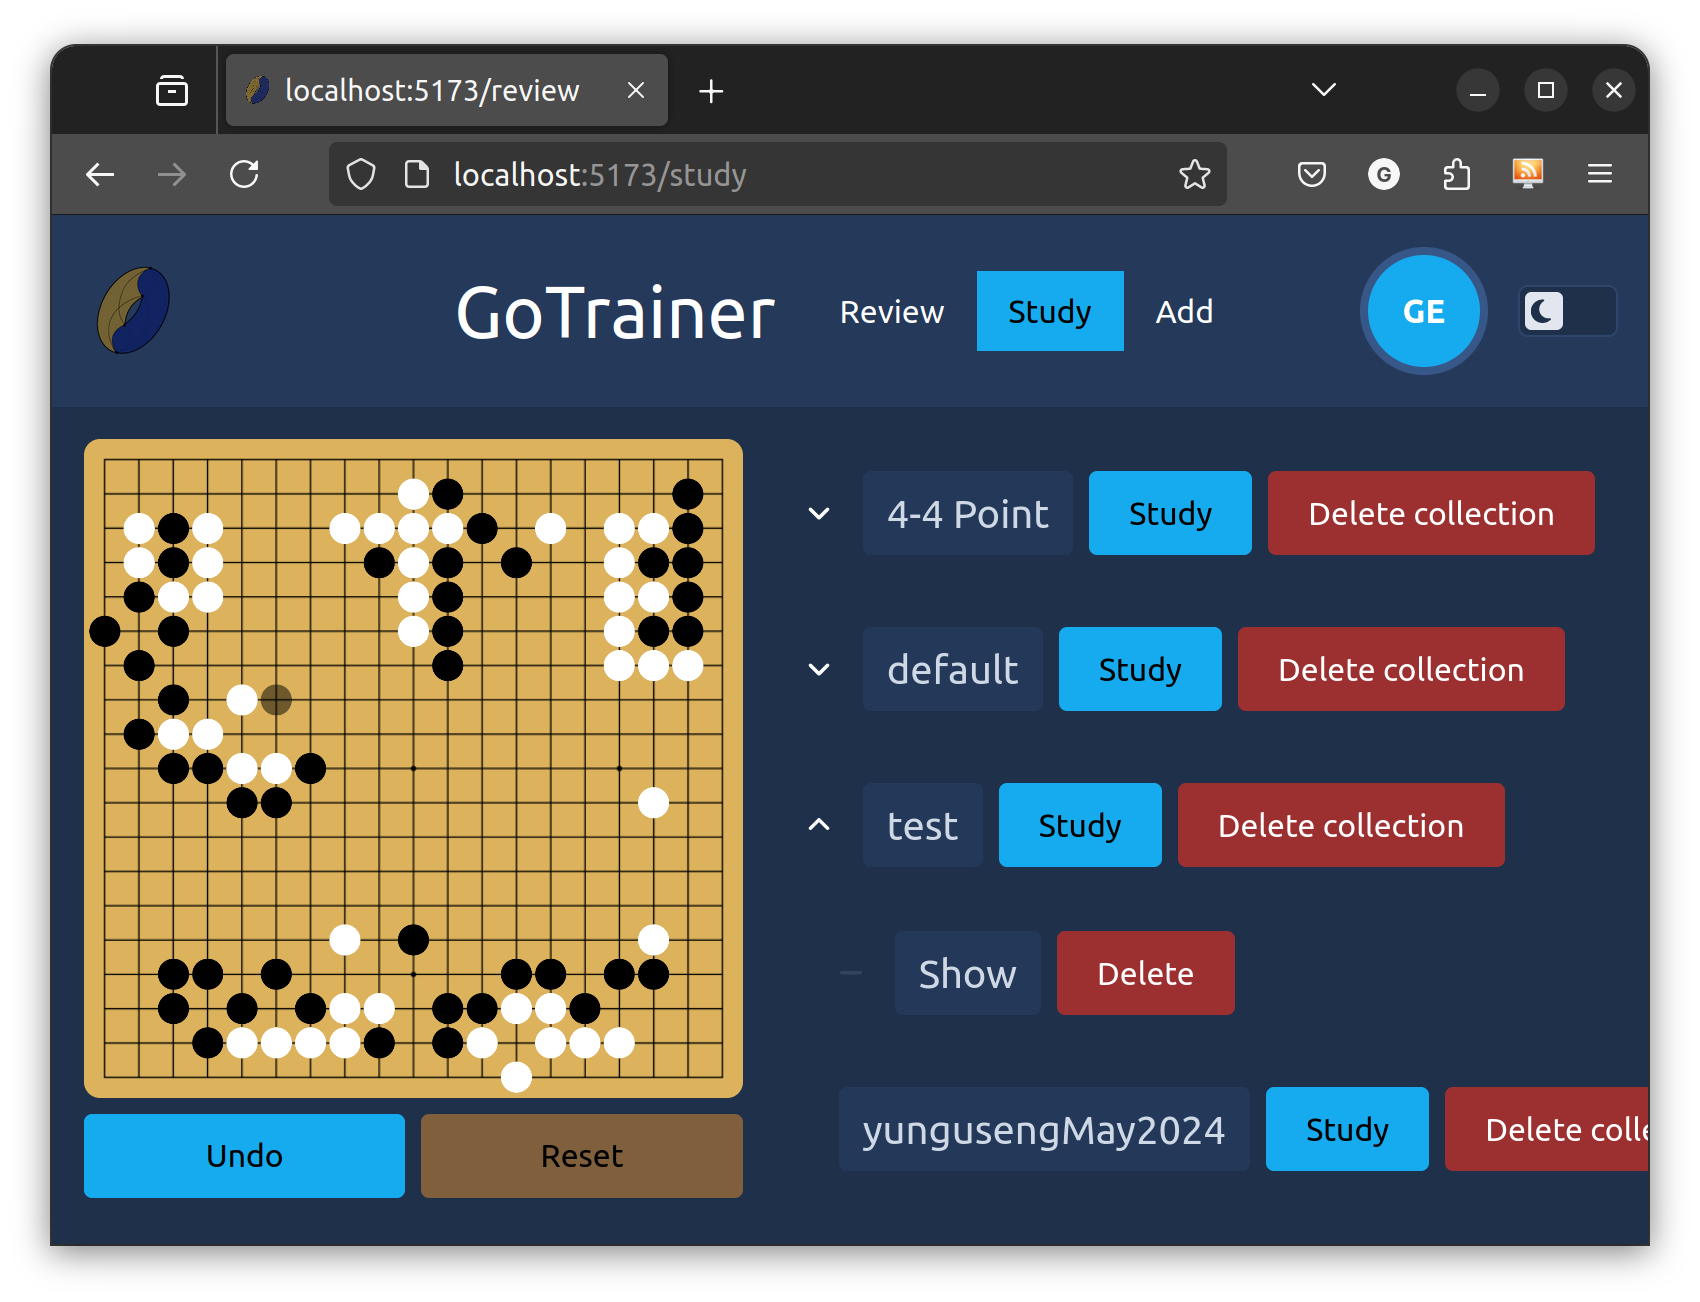 localhost:5173/review
localhost:5173/study
G
GoTrainer
Review
Study
Add
GE
4-4 Point
Study
Delete collection
default
Study
Delete collection
test
Study
Delete collection
Show
Delete
yungusengMay2024
Study
Delete colle
Undo
Reset